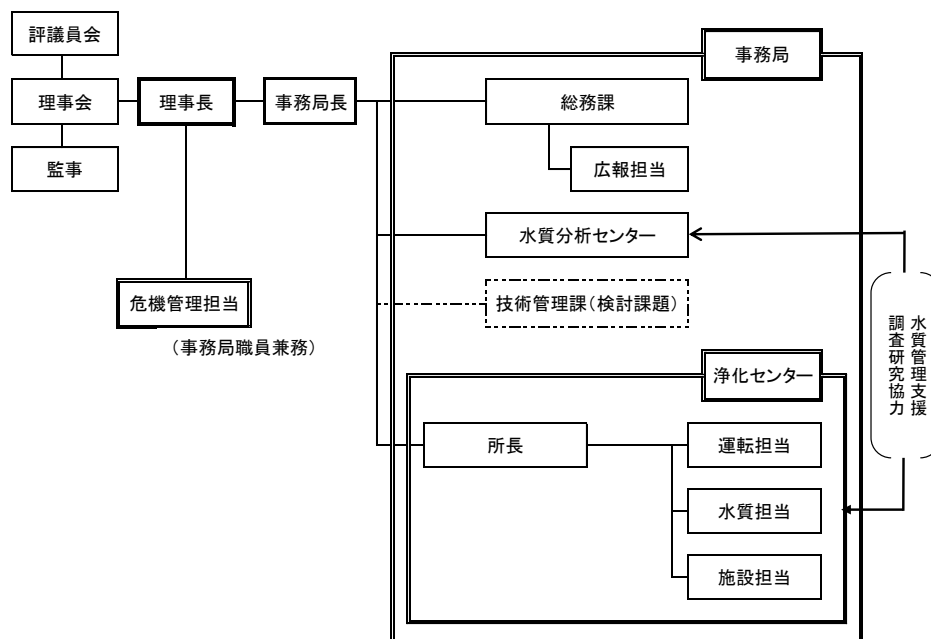 評議員会
事務局
理事会
理事長
事務局長
総務課
監事
広報担当
水質分析センター
危機管理担当
(事務局職員兼務)
技術管理課(検討課題)
水質管理支援
調査研究協力
浄化センター
所長
運転担当
水質担当
施設担当